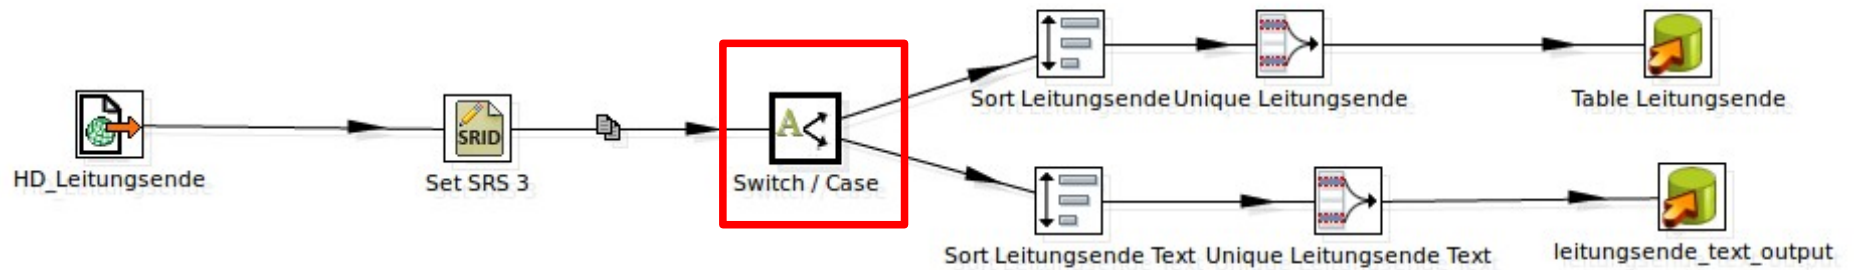 HD_Leitungsende
SRID
Set SRS 3
A
Switch / Case
Sort Leitungsende
Unique Leitungsende
Table Leitungsende
Sort Leitungsende Text
Unique Leitungsende Text
leitungsende_text_output